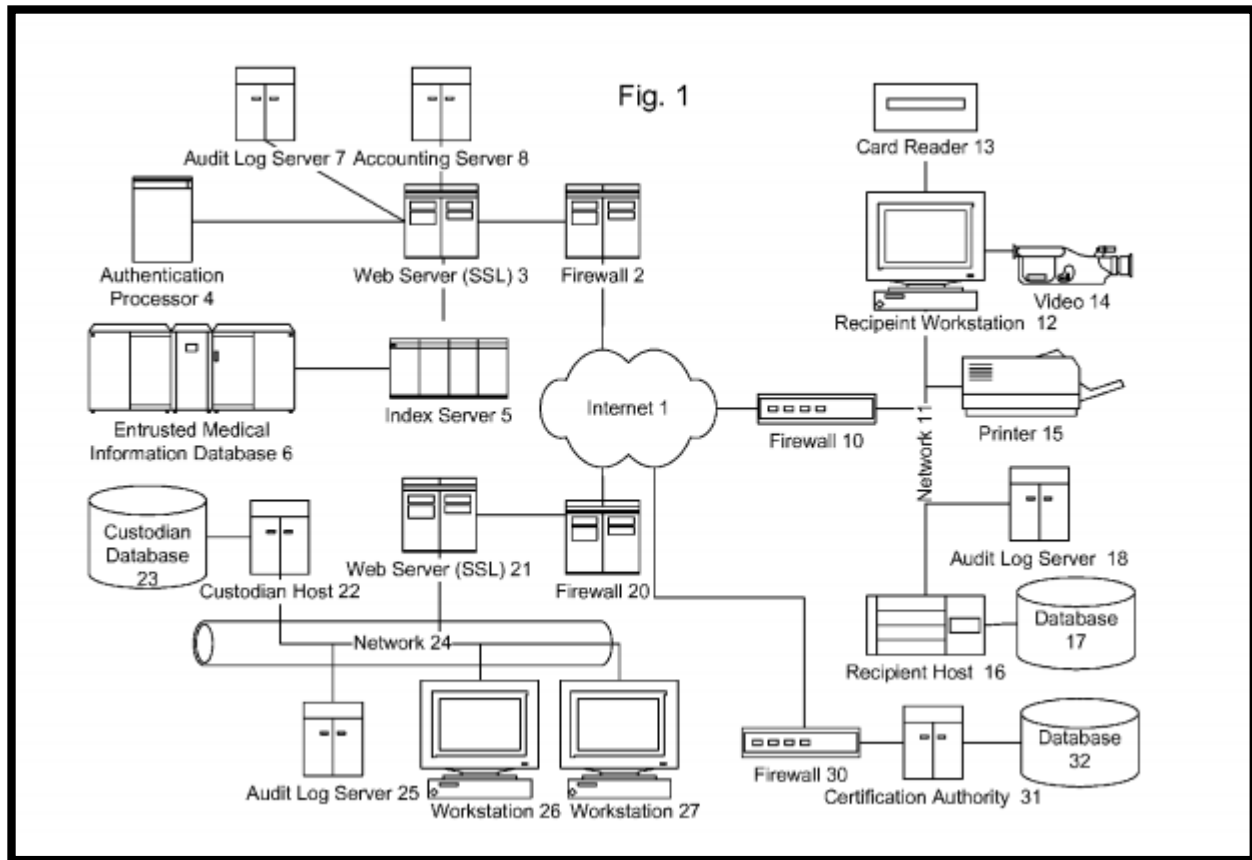 Fig. 1
Audit Log Server 7
Accounting Server 8
Card Reader 13
Authentication
Processor 4
Web Server (SSL) 3
Firewall 2
Video 14
Recipeint Workstation 12
Entrusted Medical
Information Database 6
Index Server 5
Internet 1
Firewall 10
Network 11
Printer 15
Custodian
Database
23
Custodian Host 22
Web Server (SSL) 21
Firewall 20
Audit Log Server 18
Network 24
Database
17
Recipient Host 16
Audit Log Server 25
Workstation 26
Workstation 27
Firewall 30
Certification Authority 31
Database
32